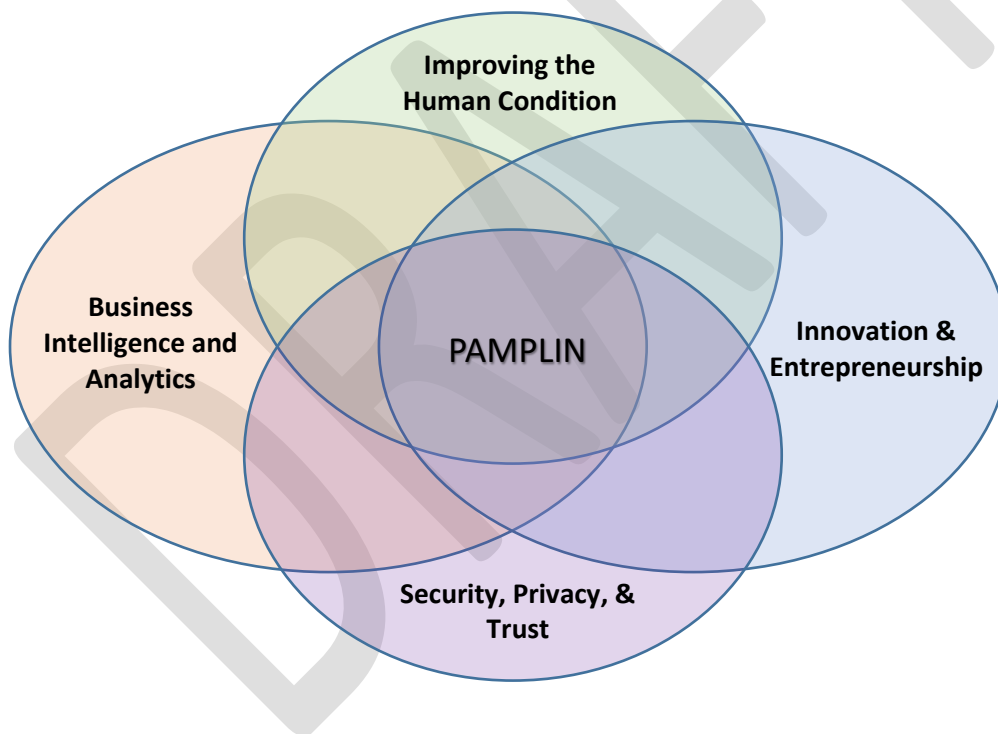 Improving the
Human Condition
Business
Intelligence and
Analytics
PAMPLIN
Innovation &
Entrepreneurship
Security, Privacy, &
Trust
DRAFT